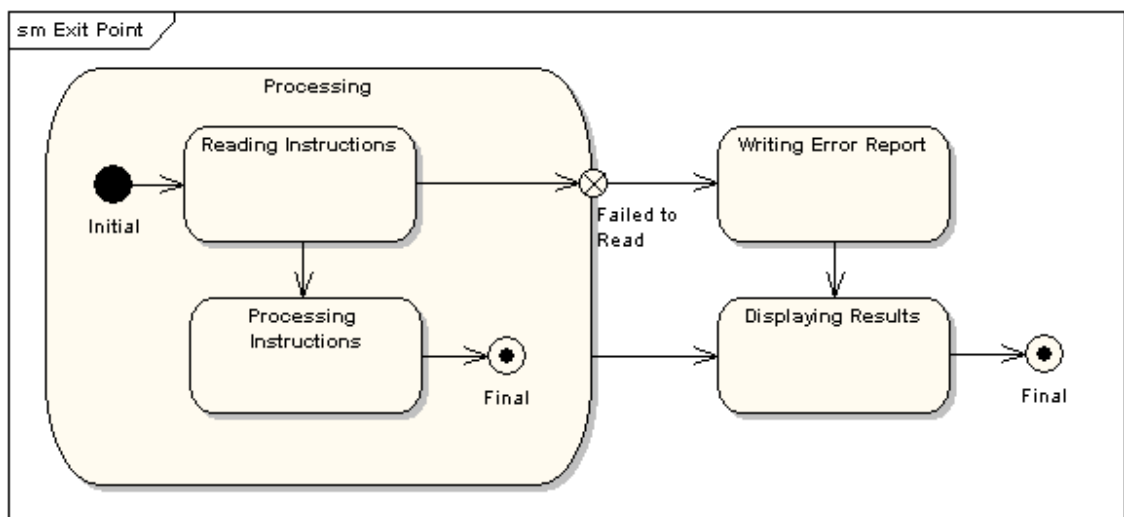 sm Exit Point
Processing
Reading Instructions
Writing Error Report
Initial
Failed to
Read
Processing
Instructions
Displaying Results
Final
Final